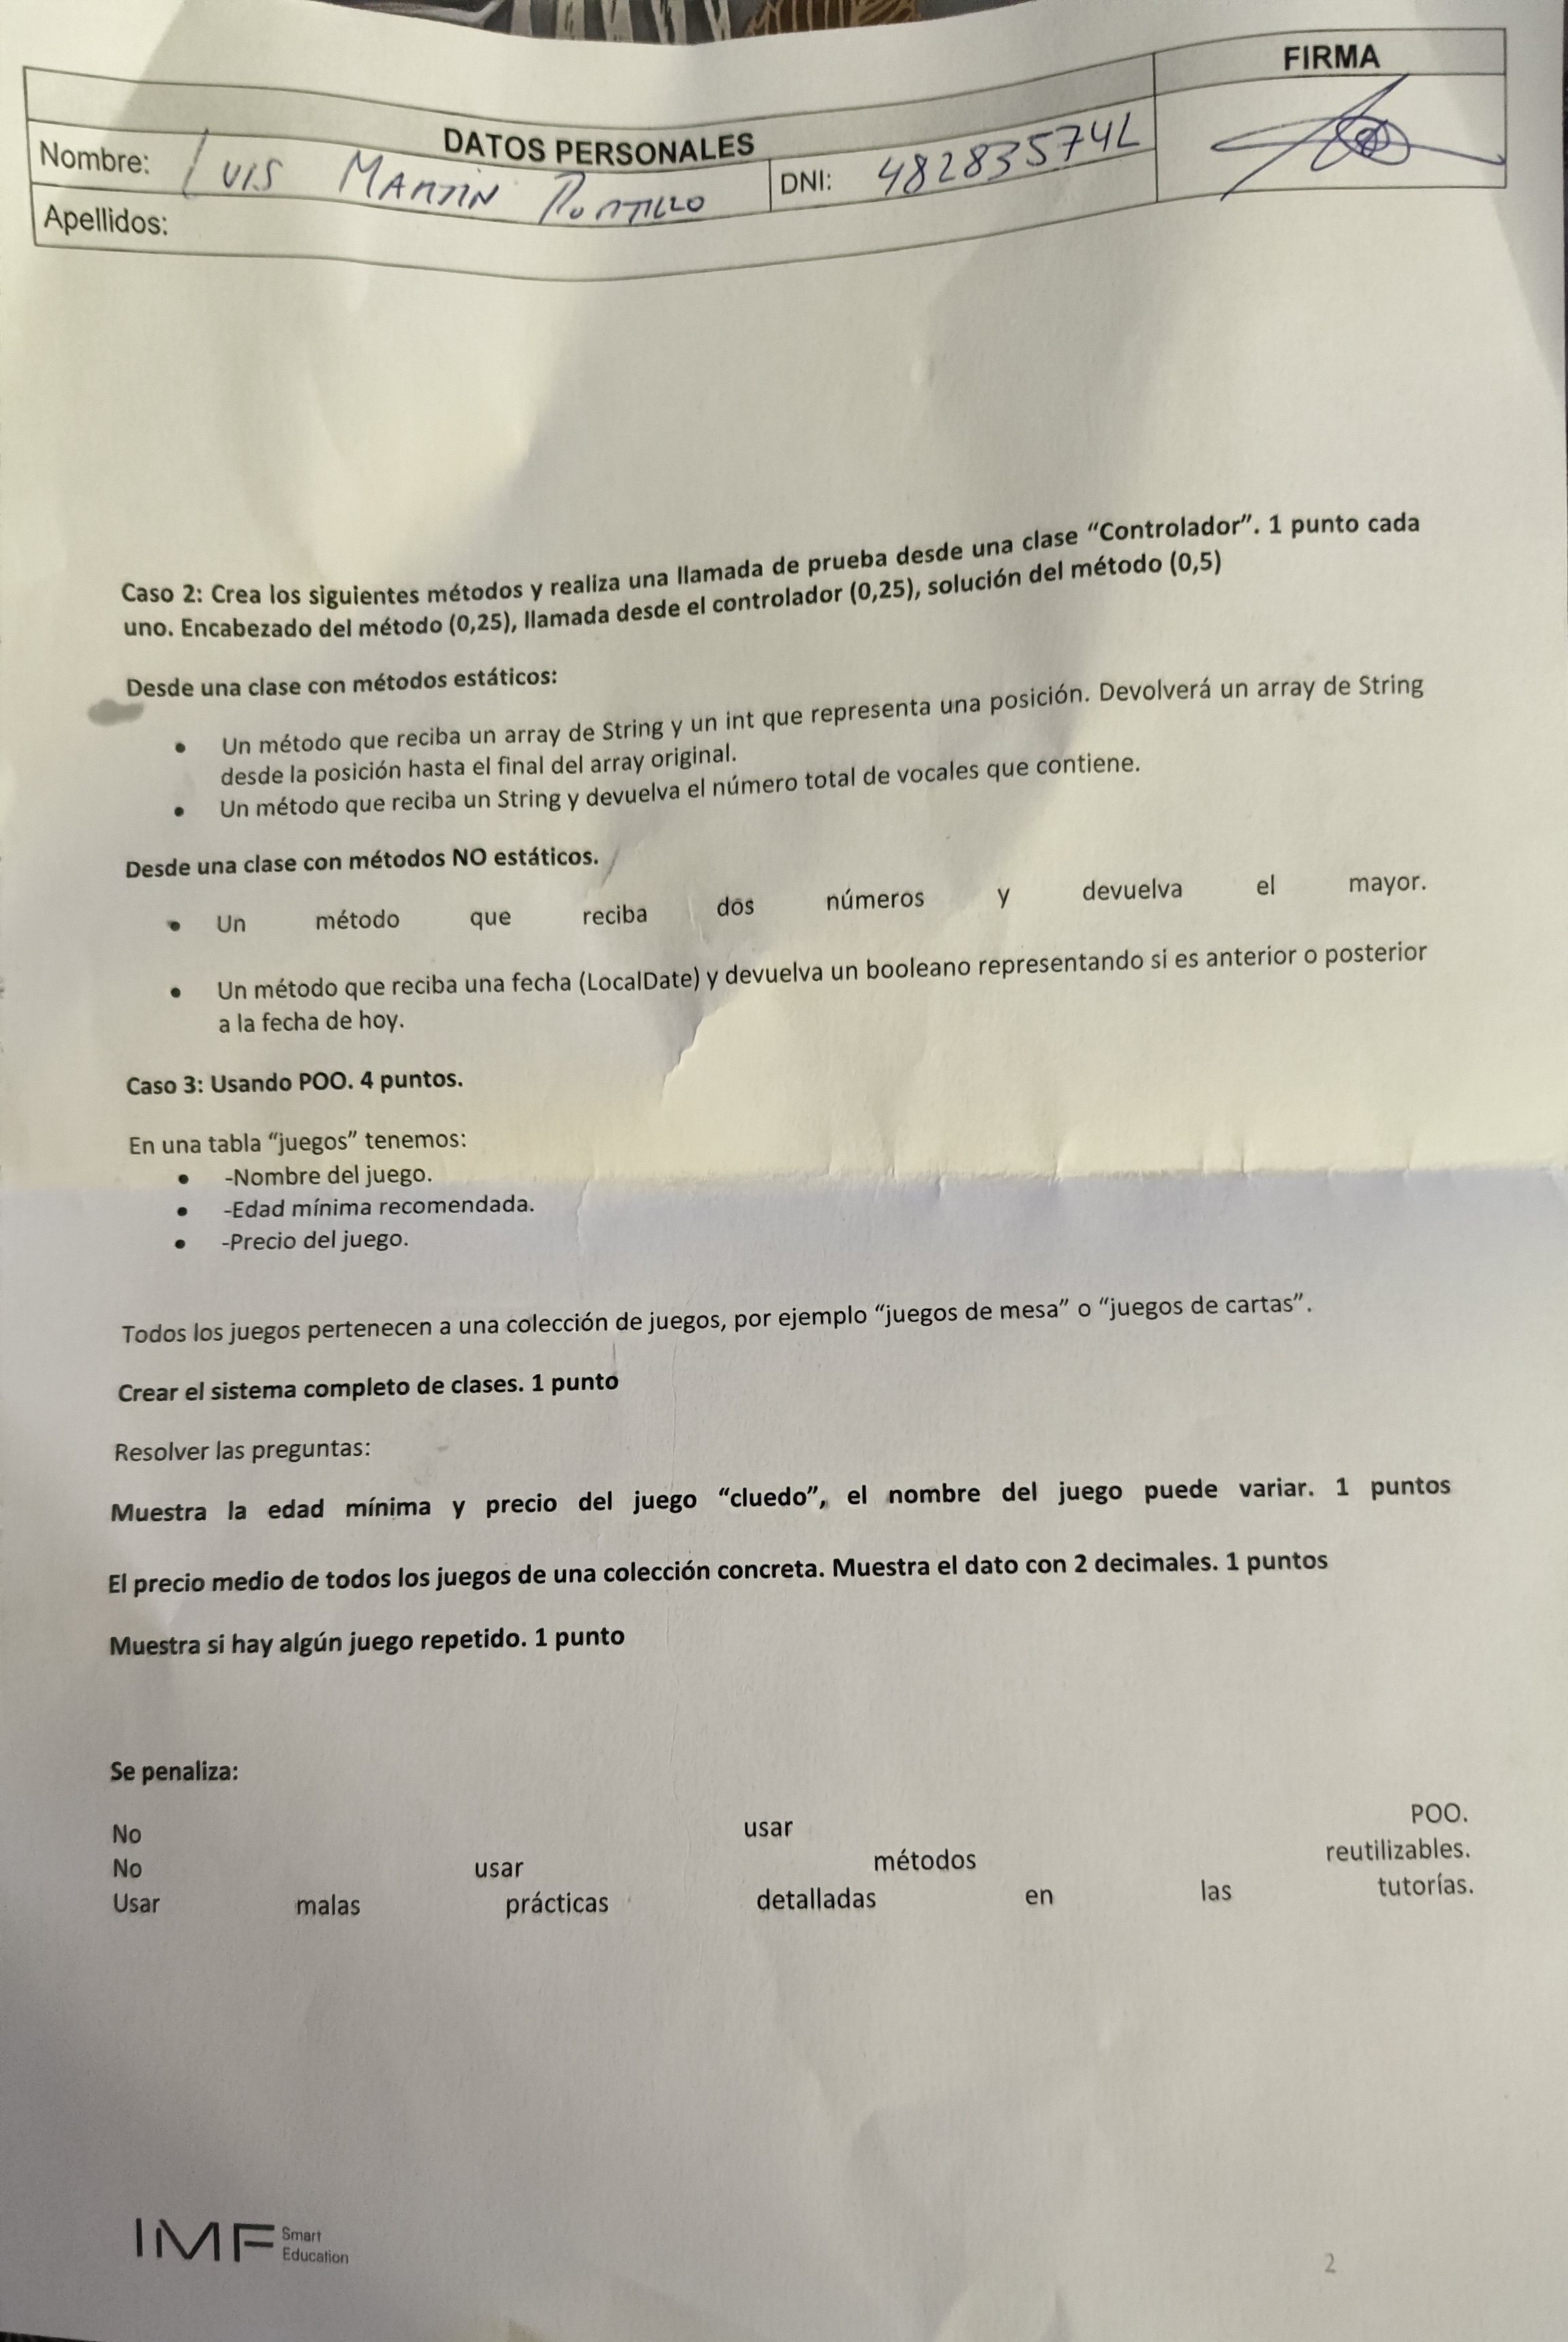 FIRMA
DATOS PERSONALES
Nombre: Luis Martín Portillo DNI: 48283574L
Apellidos:
Caso 2: Crea los siguientes métodos y realiza una llamada de prueba desde una clase “Controlador”. 1 punto cada
uno. Encabezado del método (0,25), llamada desde el controlador (0,25), solución del método (0,5)
Desde una clase con métodos estáticos:
• Un método que reciba un array de String y un int que representa una posición. Devolverá un array de String
desde la posición hasta el final del array original.
• Un método que reciba un String y devuelva el número total de vocales que contiene.
Desde una clase con métodos NO estáticos.
• Un método que reciba dos números y devuelva el mayor.
• Un método que reciba una fecha (LocalDate) y devuelva un booleano representando si es anterior o posterior
a la fecha de hoy.
Caso 3: Usando POO. 4 puntos.
En una tabla “juegos” tenemos:
• -Nombre del juego.
• -Edad mínima recomendada.
• -Precio del juego.
Todos los juegos pertenecen a una colección de juegos, por ejemplo “juegos de mesa” o “juegos de cartas”.
Crear el sistema completo de clases. 1 punto
Resolver las preguntas:
Muestra la edad mínima y precio del juego “cluedo”, el nombre del juego puede variar. 1 puntos
El precio medio de todos los juegos de una colección concreta. Muestra el dato con 2 decimales. 1 puntos
Muestra si hay algún juego repetido. 1 punto
Se penaliza:
No usar POO.
No usar métodos reutilizables.
Usar malas prácticas detalladas en las tutorías.
IMF Smart
Education
2